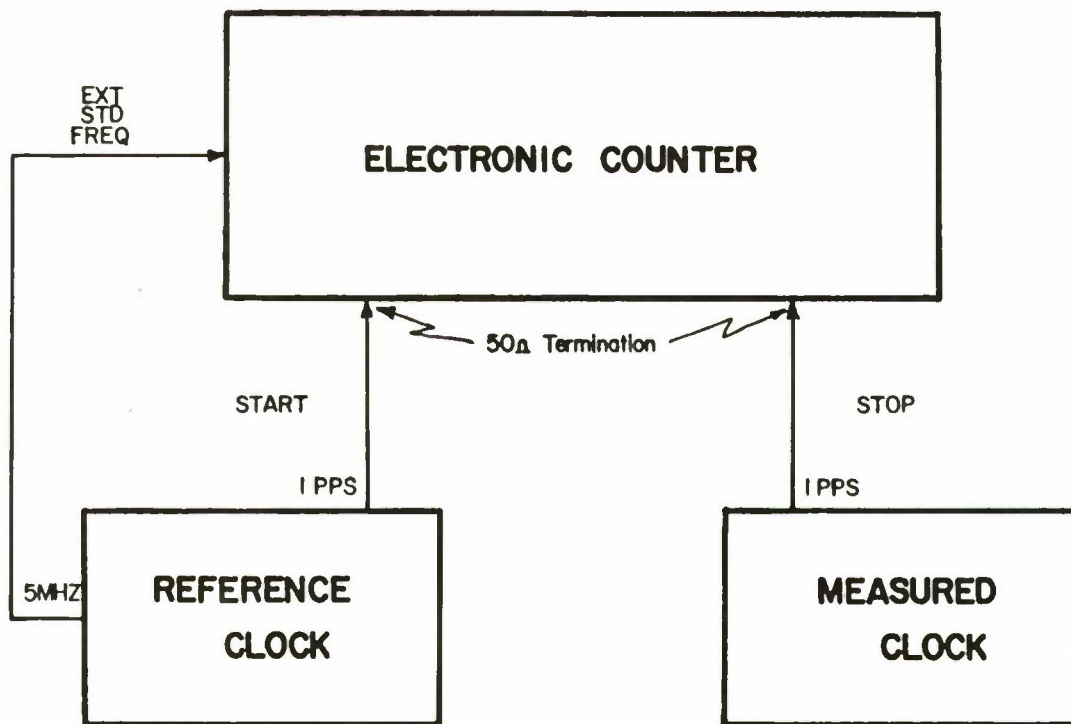 EXT
STD
FREQ
ELECTRONIC COUNTER
50Ω Termination
START
STOP
1 PPS
1 PPS
5MHZ
REFERENCE
CLOCK
MEASURED
CLOCK